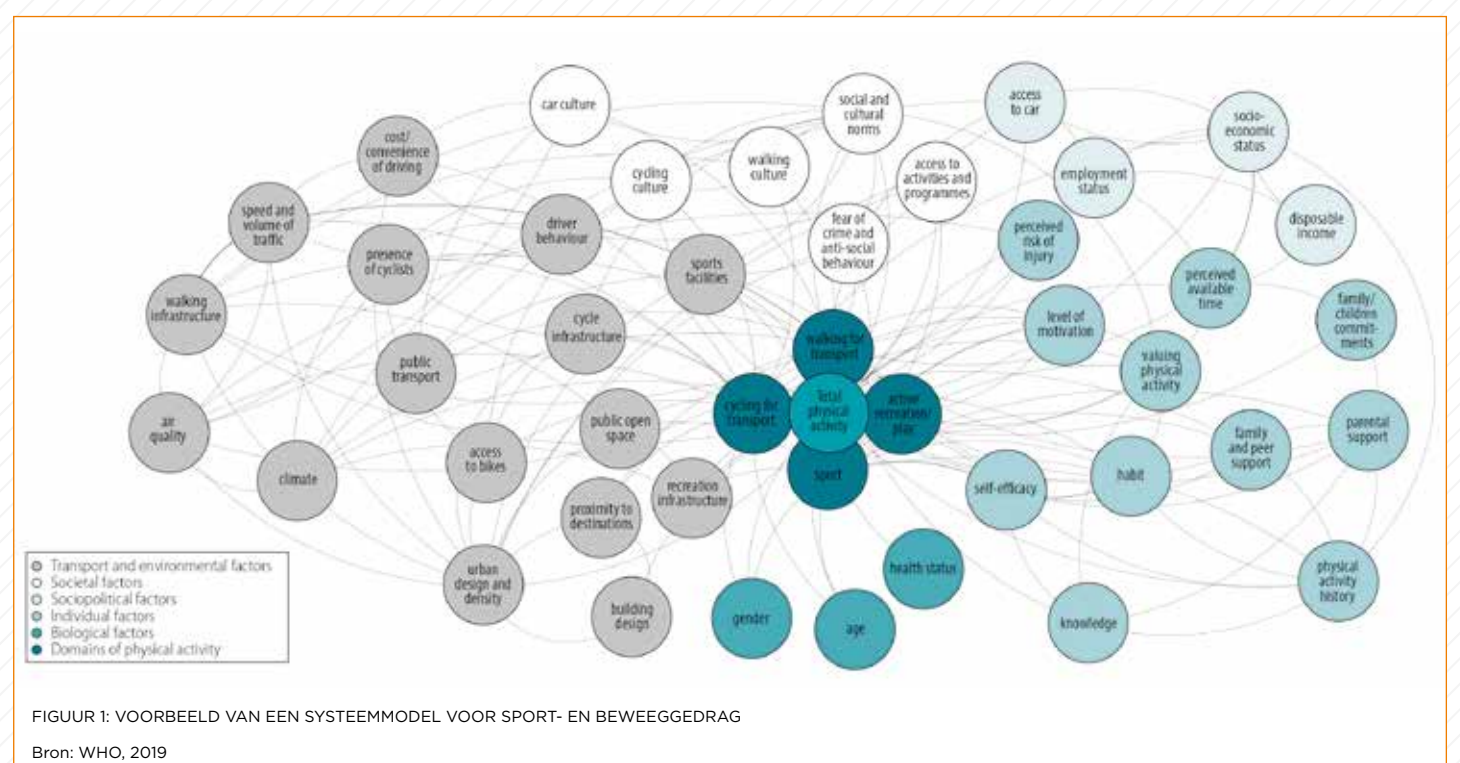 car culture
social and
cultural
norms
access
to car
socio-
economic
status
cost/
convenience
of driving
cycling
culture
walking
culture
access to
activities and
programmes
employment
status
speed and
volume of
traffic
driver
behaviour
fear of
crime and
anti-social
behaviour
perceived
risk of
injury
disposable
income
presence
of cyclists
sports
facilities
perceived
available
time
walking
infrastructure
cycle
infrastructure
level of
motivation
family/
children
commit-
ments
public
transport
walking for
transport
valuing
physical
activity
cycling for
transport
Total
physical
activity
active
recreation/
play
air
quality
public open
space
family
and peer
support
parental
support
climate
access
to bikes
recreation
infrastructure
sport
self-efficacy
habit
proximity to
destinations
urban
design and
density
building
design
gender
age
health status
knowledge
physical
activity
history
Transport and environmental factors
Societal factors
Sociopolitical factors
Individual factors
Biological factors
Domains of physical activity
FIGUUR 1: VOORBEELD VAN EEN SYSTEEMMODEL VOOR SPORT- EN BEWEEGGEDRAG
Bron: WHO, 2019